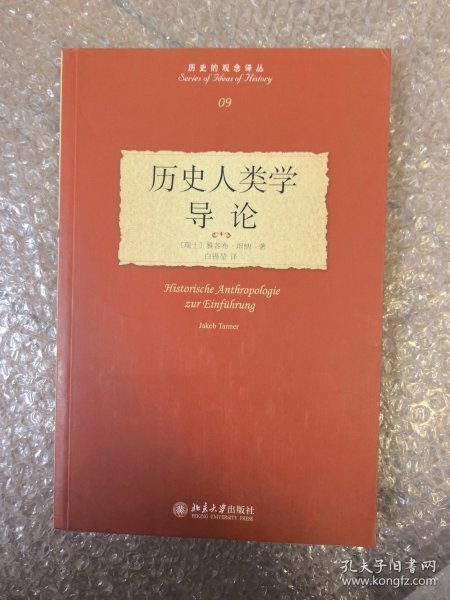 历史的观念译丛
Series of Ideas of History
09
历史人类学
导论
〔瑞士〕雅各布·坦纳 著
白锡堃 译
Historische Anthropologie
zur Einführung
Jakob Tanner
北京大学出版社
PEKING UNIVERSITY PRESS
孔夫子旧书网
www.kongfz.com